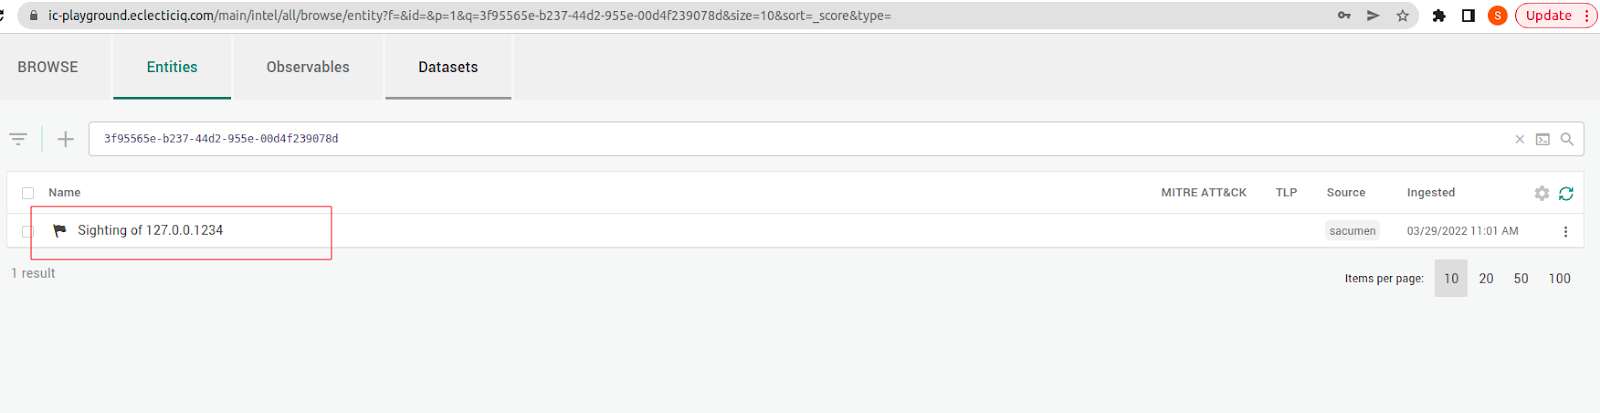 ic-playground.eclecticiq.com/main/intel/all/browse/entity?f=&id=&p=1&q=3f95565e-b237-44d2-955e-00d4f239078d&size=10&sort=_score&type= S Update
BROWSE Entities Observables Datasets
3f95565e-b237-44d2-955e-00d4f239078d
Name MITRE ATT&CK TLP Source Ingested
Sighting of 127.0.0.1234 sacumen 03/29/2022 11:01 AM
1 result
Items per page: 10 20 50 100